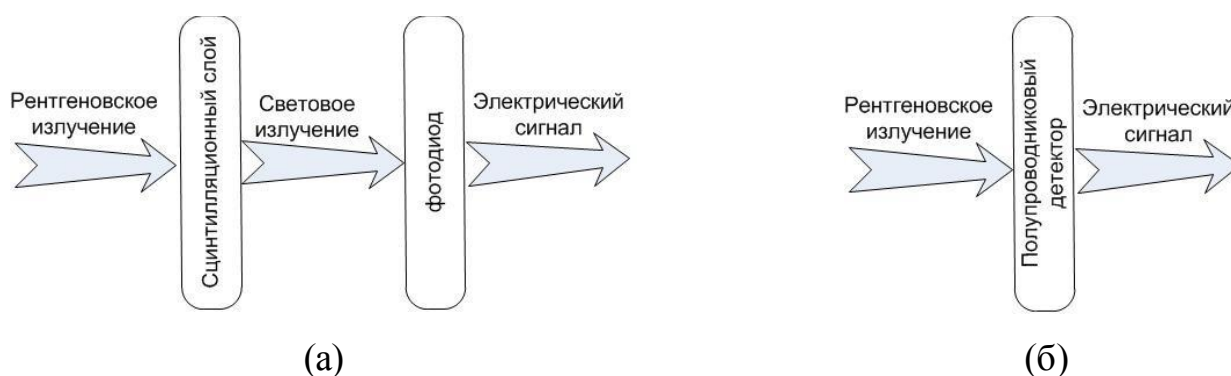 Рентгеновское
излучение
Сцинтилляционный слой
Световое
излучение
фотодиод
Электрический
сигнал
(а)
Рентгеновское
излучение
Полупроводниковый
детектор
Электрический
сигнал
(б)